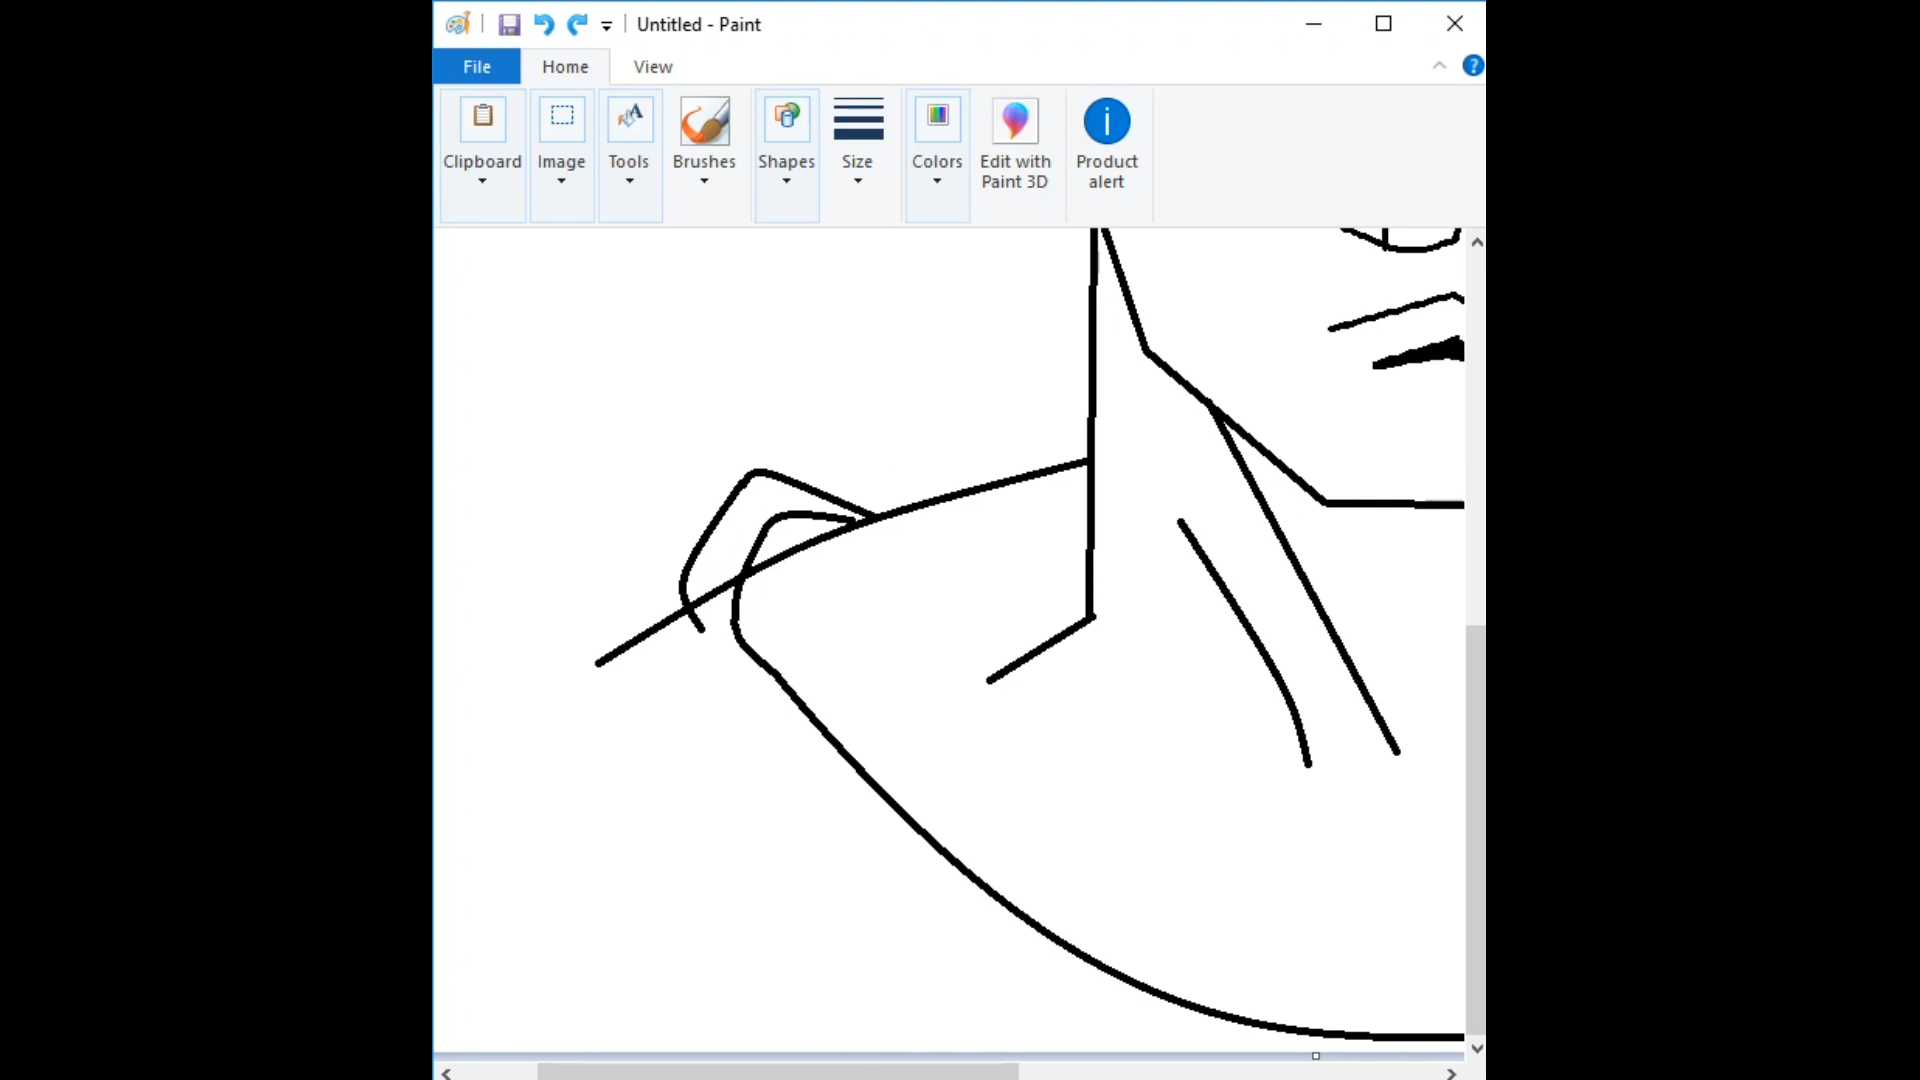 Untitled - Paint
File
Home
View
Clipboard
Image
Tools
Brushes
Shapes
Size
Colors
Edit with
Paint 3D
Product
alert